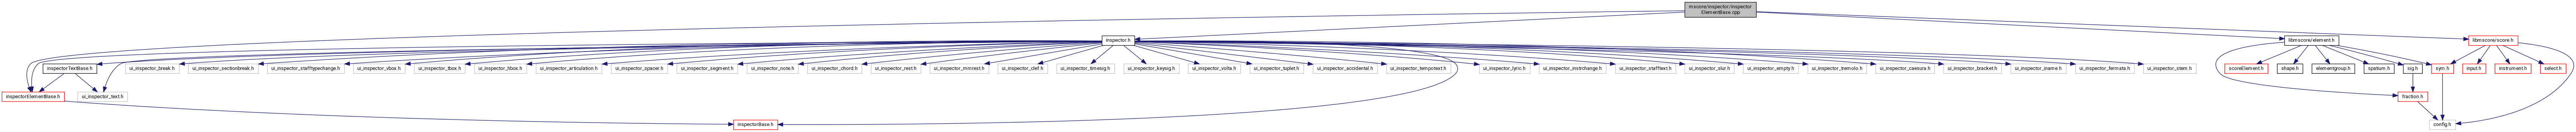 mscore/inspector/inspector
ElementBase.cpp
inspector.h
libmscore/element.h
libmscore/score.h
inspectorTextBase.h
ui_inspector_break.h
ui_inspector_sectionbreak.h
ui_inspector_stafftypechange.h
ui_inspector_vbox.h
ui_inspector_tbox.h
ui_inspector_hbox.h
ui_inspector_articulation.h
ui_inspector_spacer.h
ui_inspector_segment.h
ui_inspector_note.h
ui_inspector_chord.h
ui_inspector_rest.h
ui_inspector_mmrest.h
ui_inspector_clef.h
ui_inspector_timesig.h
ui_inspector_keysig.h
ui_inspector_volta.h
ui_inspector_tuplet.h
ui_inspector_accidental.h
ui_inspector_tempotext.h
ui_inspector_lyric.h
ui_inspector_instrchange.h
ui_inspector_stafftext.h
ui_inspector_slur.h
ui_inspector_empty.h
ui_inspector_tremolo.h
ui_inspector_caesura.h
ui_inspector_bracket.h
ui_inspector_iname.h
ui_inspector_fermata.h
ui_inspector_stem.h
scoreElement.h
shape.h
elementgroup.h
spatium.h
sig.h
sym.h
input.h
instrument.h
select.h
inspectorElementBase.h
ui_inspector_text.h
fraction.h
inspectorBase.h
config.h